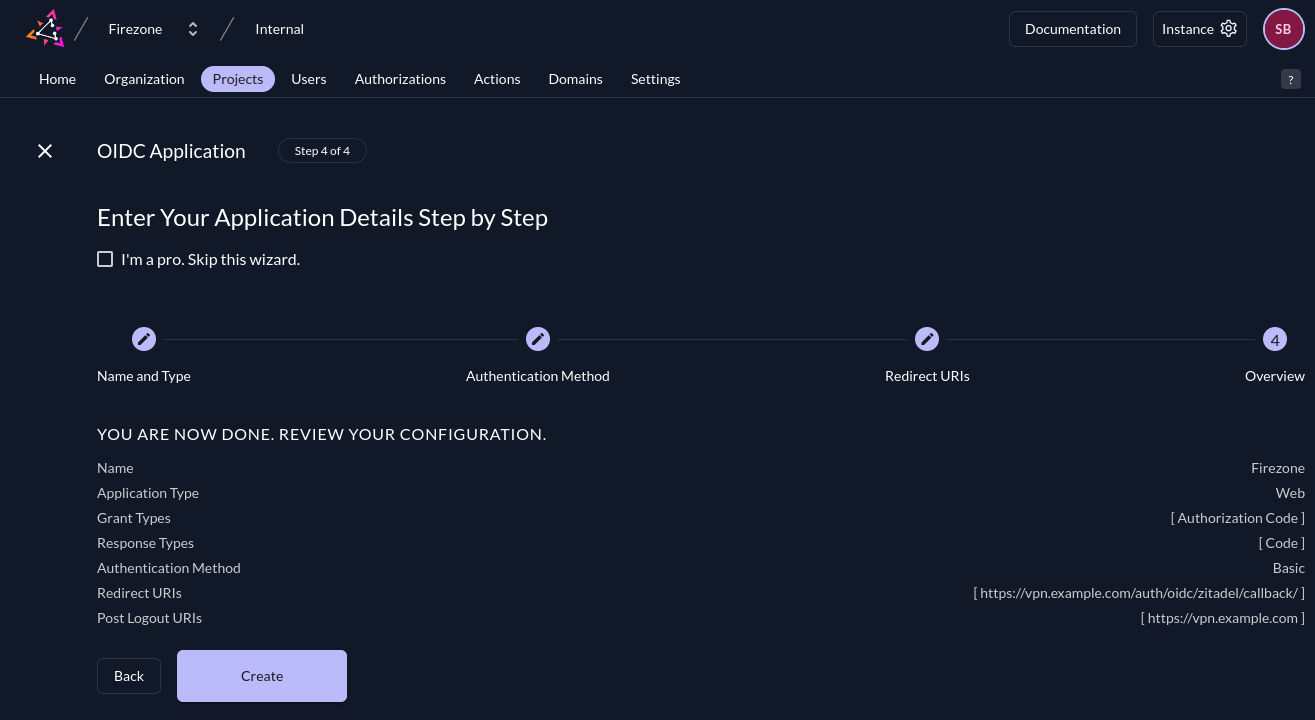 Firezone
Internal
Documentation
Instance
SB
Home Organization Projects Users Authorizations Actions Domains Settings
?
OIDC Application
Step 4 of 4
Enter Your Application Details Step by Step
I'm a pro. Skip this wizard.
4
Name and Type
Authentication Method
Redirect URIs
Overview
YOU ARE NOW DONE. REVIEW YOUR CONFIGURATION.
Name Firezone
Application Type Web
Grant Types [ Authorization Code ]
Response Types [ Code ]
Authentication Method Basic
Redirect URIs [ https://vpn.example.com/auth/oidc/zitadel/callback/ ]
Post Logout URIs [ https://vpn.example.com ]
Back
Create